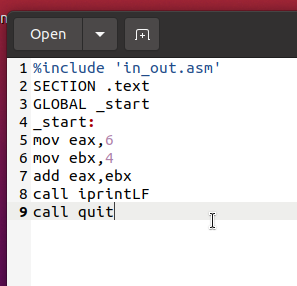 Open
1 %include 'in_out.asm'
2 SECTION .text
3 GLOBAL _start
4 _start:
5 mov eax,6
6 mov ebx,4
7 add eax,ebx
8 call iprintLF
9 call quit